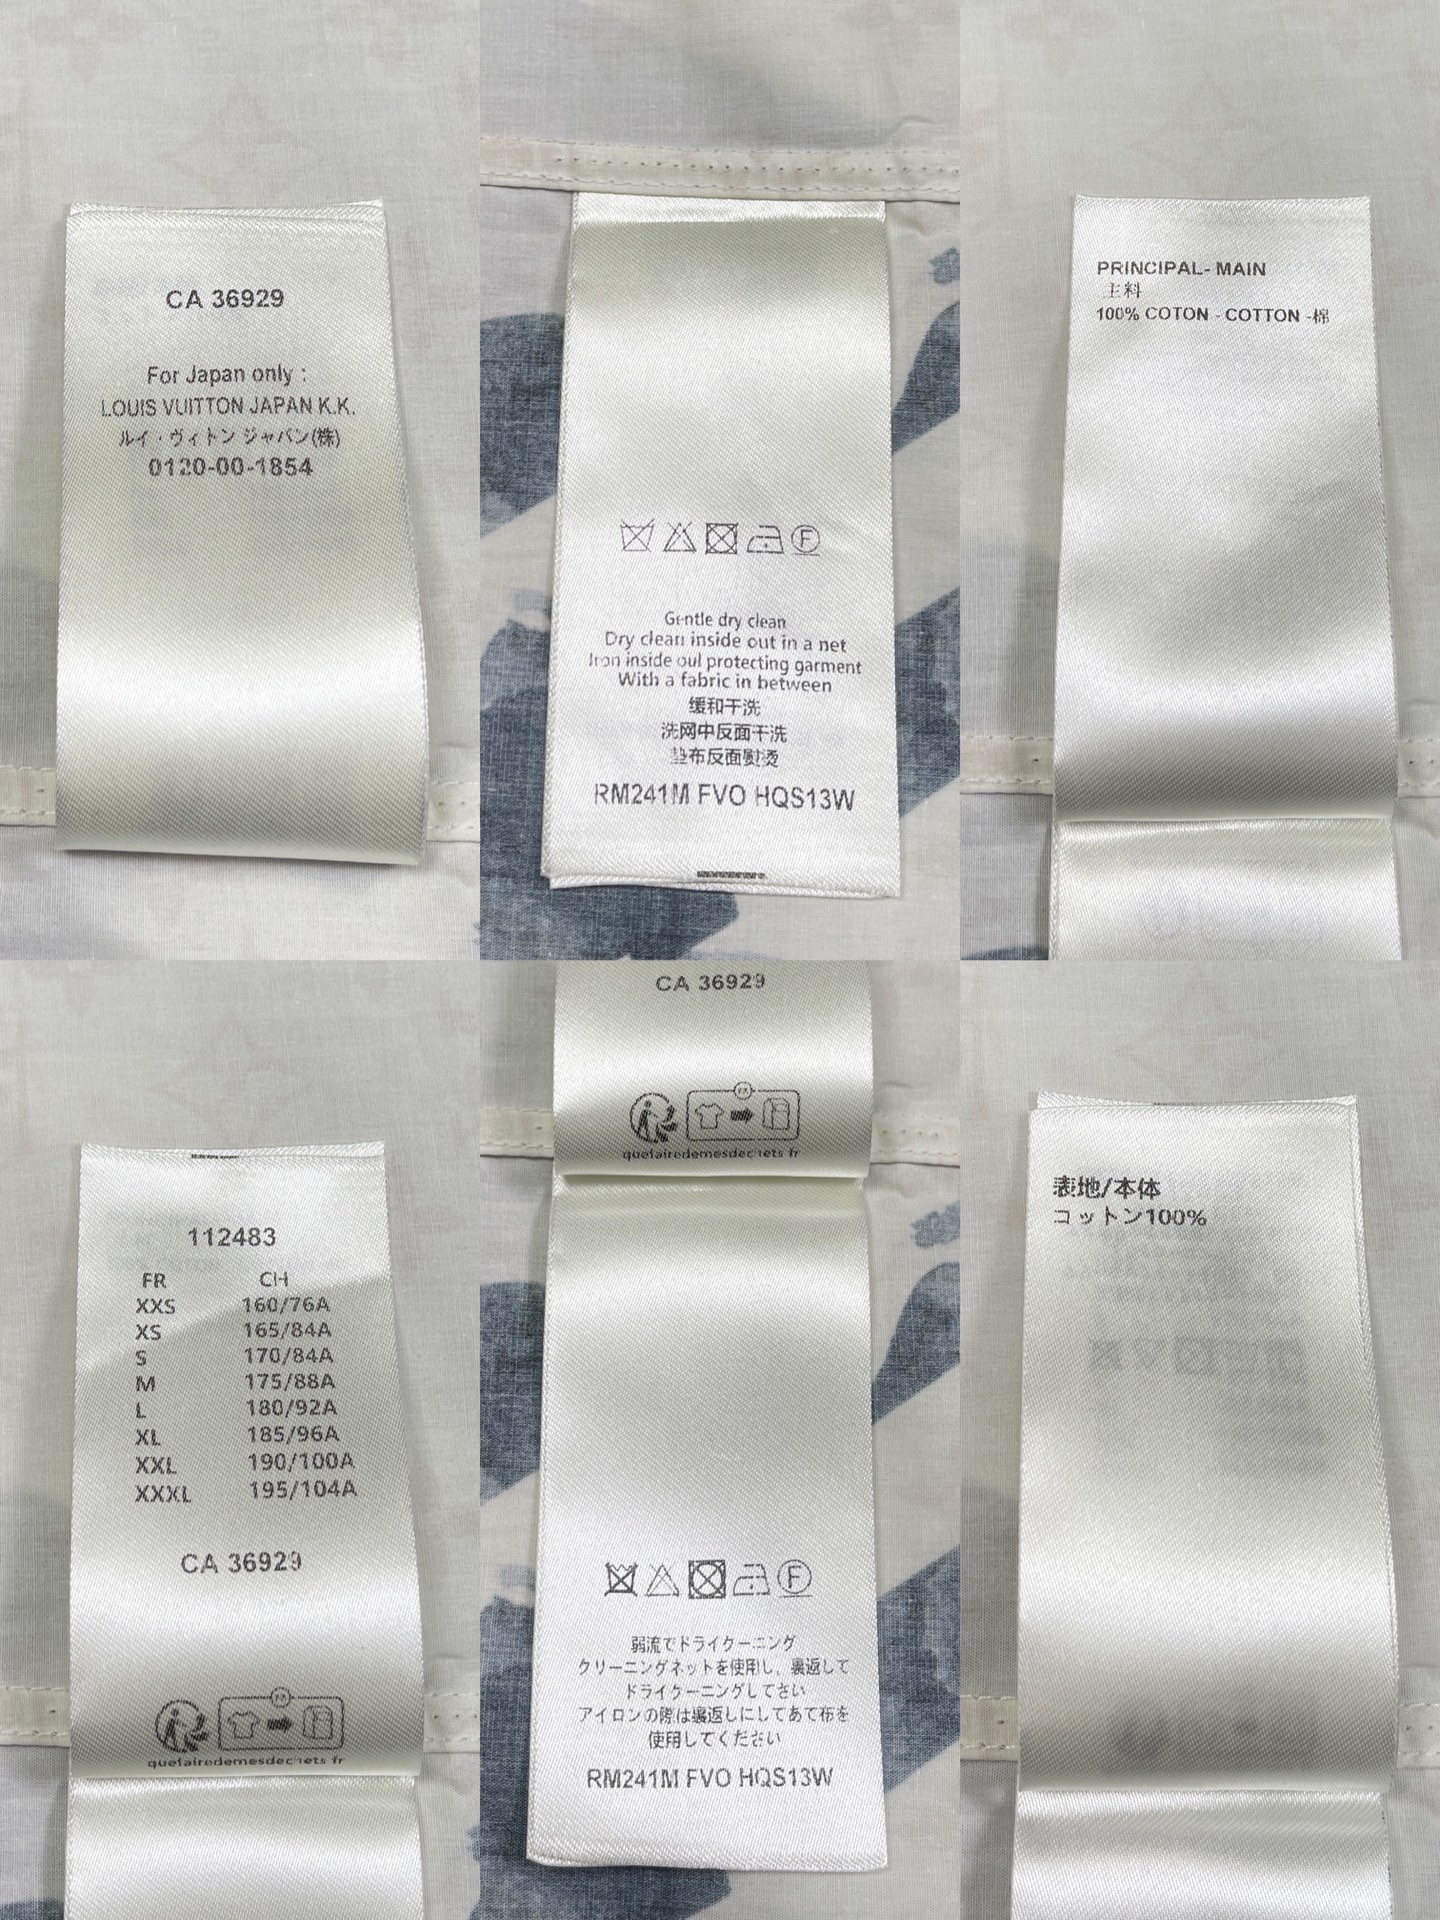 CA 36929
For Japan only :
LOUIS VUITTON JAPAN K.K.
ルイ・ヴィトン ジャパン(株)
0120-00-1854
F
Gentle dry clean
Dry clean inside out in a net
Iron inside oul protecting garment
With a fabric in between
缓和干洗
洗网中反面干洗
垫布反面熨烫
RM241M FVO HQS13W
PRINCIPAL- MAIN
主料
100% COTON - COTTON -棉
112483
FR CH
XXS 160/76A
XS 165/84A
S 170/84A
M 175/88A
L 180/92A
XL 185/96A
XXL 190/100A
XXXL 195/104A
CA 36929
FR
quefairedemesdechets fr
CA 36929
FR
quefairedemesdechets fr
F
弱流でドライケーニング
クリーニングネットを使用し、裏返して
ドライケーニングしてさい
アイロンの際は裏返しにしてあて布を
使用してください
RM241M FVO HQS13W
表地/本体
コットン100%